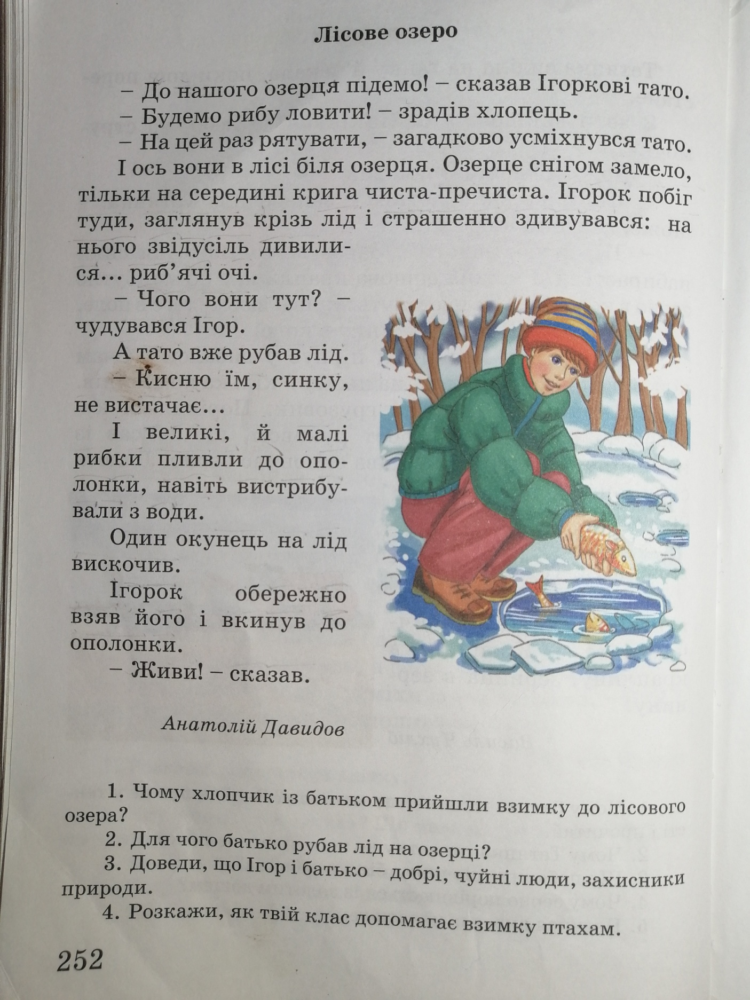 Лісове озеро
– До нашого озерця підемо! – сказав Ігоркові тато.
– Будемо рибу ловити! – зрадів хлопець.
– На цей раз рятувати, – загадково усміхнувся тато.
І ось вони в лісі біля озерця. Озерце снігом замело,
тільки на середині крига чиста-пречиста. Ігорок побіг
туди, заглянув крізь лід і страшенно здивувався: на
нього звідусіль дивили-
ся... риб’ячі очі.
– Чого вони тут? –
чудувався Ігор.
А тато вже рубав лід.
– Кисню їм, синку,
не вистачає...
І великі, й малі
рибки пливли до опо-
лонки, навіть вистрибу-
вали з води.
Один окунець на лід
вискочив.
Ігорок обережно
взяв його і вкинув до
ополонки.
– Живи! – сказав.
Анатолій Давидов
1. Чому хлопчик із батьком прийшли взимку до лісового
озера?
2. Для чого батько рубав лід на озерці?
3. Доведи, що Ігор і батько – добрі, чуйні люди, захисники
природи.
4. Розкажи, як твій клас допомагає взимку птахам.
252